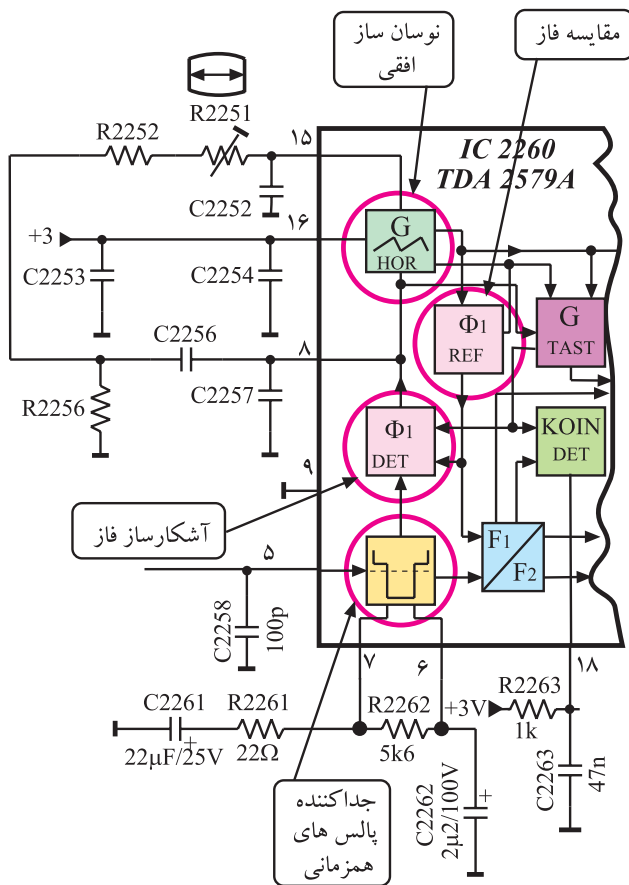 نوسان ساز
افقی
مقایسه فاز
R2251
R2252
۱۵
IC 2260
TDA 2579A
C2252
۱۶
+3
G
HOR
C2253
C2254
Φ1
REF
G
TAST
C2256
۸
R2256
C2257
Φ1
DET
KOIN
DET
۹
آشکارساز فاز
۵
F1
F2
C2258
100p
۷
۶
۱۸
C2261
R2261
R2262
+3V
R2263
22µF/25V
22Ω
5k6
1k
+
C2262
2µ2/100V
+
C2263
47n
جداکننده
پالس های
همزمانی